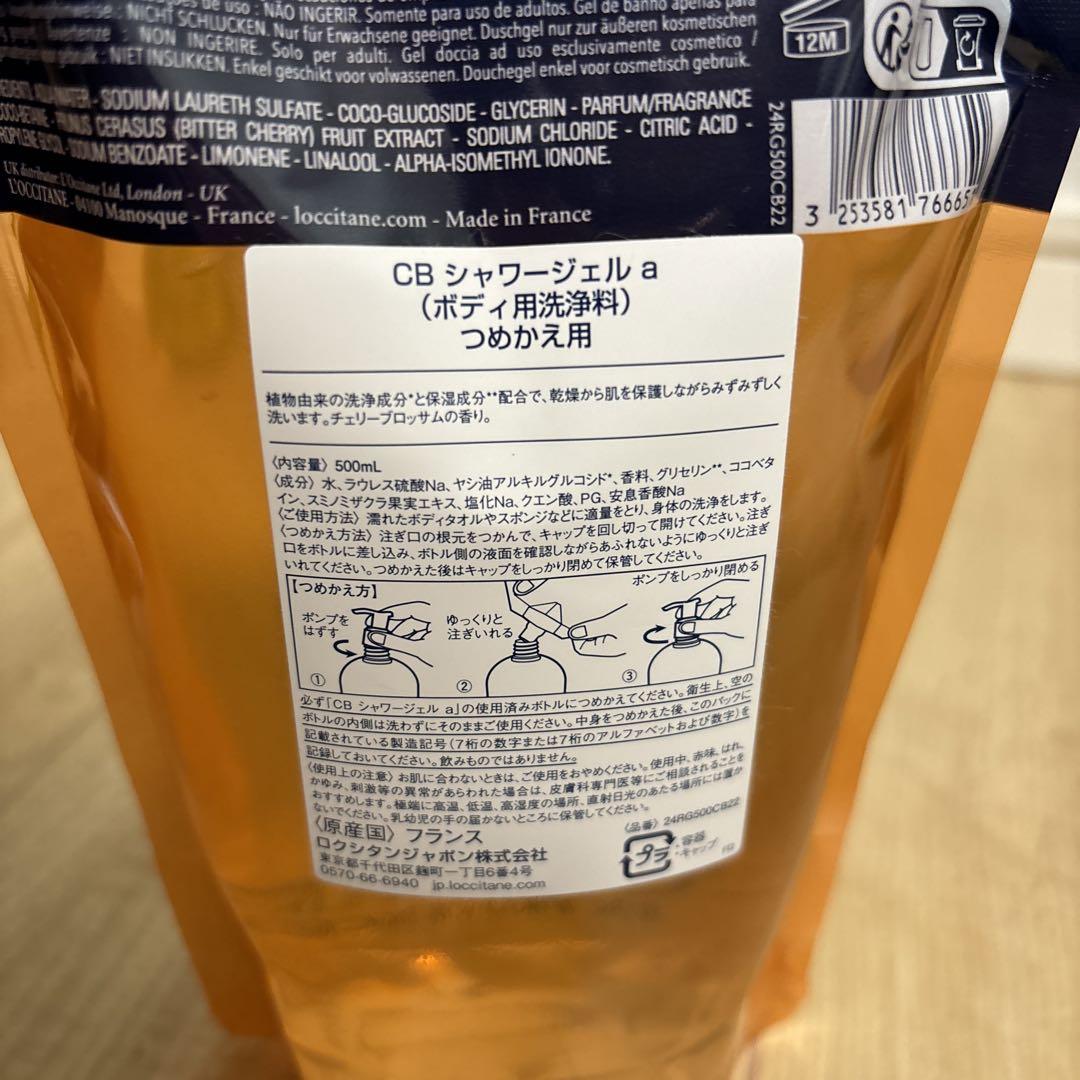 de uso : NÃO INGERIR. Somente para uso de adultos. Gel de banho apenas para
: NICHT SCHLUCKEN. Nur für Erwachsene geeignet. Duschgel nur zur äußeren kosmetischen
: NON INGERIRE. Solo per adulti. Gel doccia ad uso esclusivamente cosmetico /
: NIET INSLIKKEN. Enkel geschikt voor volwassenen. Douchegel enkel voor cosmetisch gebruik.
- SODIUM LAURETH SULFATE - COCO-GLUCOSIDE - GLYCERIN - PARFUM/FRAGRANCE
CERASUS (BITTER CHERRY) FRUIT EXTRACT - SODIUM CHLORIDE - CITRIC ACID -
SODIUM BENZOATE - LIMONENE - LINALOOL - ALPHA-ISOMETHYL IONONE.
UK distributor: L'Occitane Ltd, London - UK
L'OCCITANE - 04100 Manosque - France - loccitane.com - Made in France
12M
24RG500CB22
3 253581 76665
CB シャワージェル a
(ボディ用洗浄料)
つめかえ用
植物由来の洗浄成分*と保湿成分**配合で、乾燥から肌を保護しながらみずみずしく
洗います。チェリーブロッサムの香り。
〈内容量〉 500mL
〈成分〉 水、ラウレス硫酸Na、ヤシ油アルキルグルコシド*、香料、グリセリン**、ココベタ
イン、スミノミザクラ果実エキス、塩化Na、クエン酸、PG、安息香酸Na
〈ご使用方法〉 濡れたボディタオルやスポンジなどに適量をとり、身体の洗浄をします。
〈つめかえ方法〉 注ぎ口の根元をつかんで、キャップを回し切って開けてください。注ぎ
口をボトルに差し込み、ボトル側の液面を確認しながらあふれないようにゆっくりと注ぎ
いれてください。つめかえた後はキャップをしっかり閉めて保管してください。
【つめかえ方】
ポンプを
はずす
①
ゆっくりと
注ぎいれる
②
ポンプをしっかり閉める
③
必ず「CB シャワージェル a」の使用済みボトルにつめかえてください。衛生上、空の
ボトルの内側は洗わずにそのままご使用ください。中身をつめかえた後、このパックに
記載されている製造記号(7桁の数字または7桁のアルファベットおよび数字)を
記録しておいてください。飲みものではありません。
〈使用上の注意〉 お肌に合わないときは、ご使用をおやめください。使用中、赤味、はれ、
かゆみ、刺激等の異常があらわれた場合は、皮膚科専門医等にご相談されることを
おすすめします。極端に高温、低温、高湿度の場所、直射日光のあたる場所には置か
ないでください。乳幼児の手の届かないところに保管してください。
〈原産国〉 フランス
〈品番〉 24RG500CB22
ロクシタンジャポン株式会社
東京都千代田区麹町一丁目6番4号
0570-66-6940 jp.loccitane.com
プラ
・容器
・キャップ